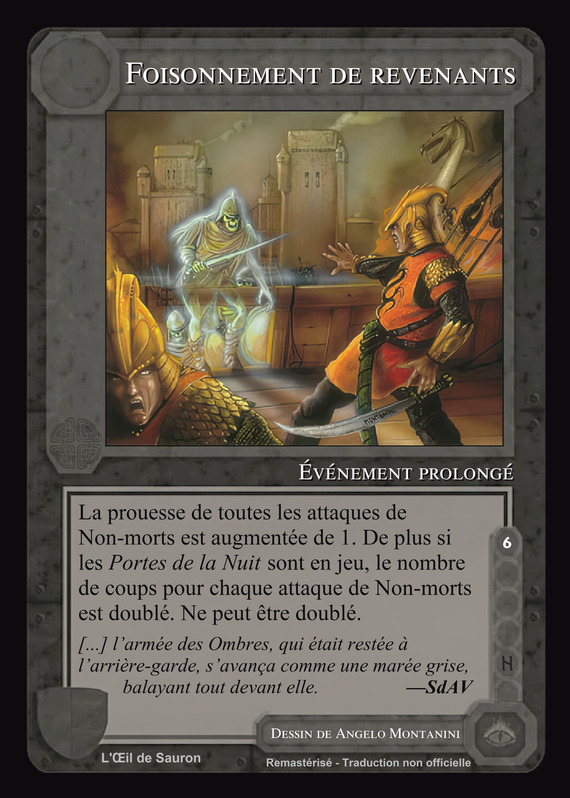 Foisonnement de revenants
Événement prolongé
La prouesse de toutes les attaques de
Non-morts est augmentée de 1. De plus si
les Portes de la Nuit sont en jeu, le nombre
de coups pour chaque attaque de Non-morts
est doublé. Ne peut être doublé.
6
[...] l’armée des Ombres, qui était restée à
l’arrière-garde, s’avança comme une marée grise,
balayant tout devant elle. —SdAV
Dessin de Angelo Montanini
L'Œil de Sauron
Remastérisé - Traduction non officielle